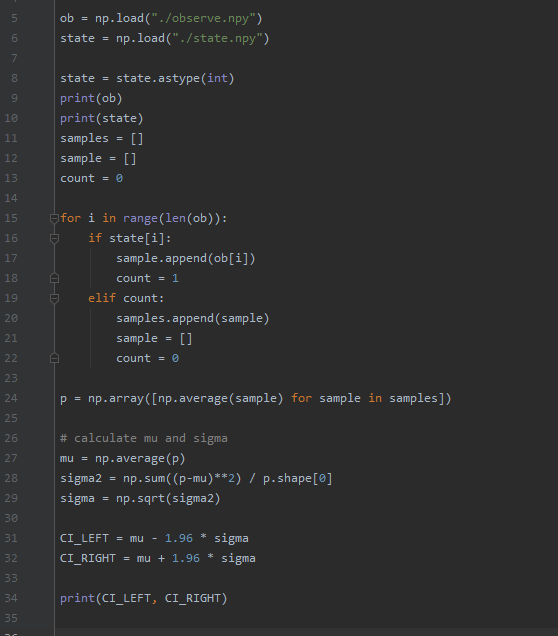 5 ob = np.load("./observe.npy")
6 state = np.load("./state.npy")
7
8 state = state.astype(int)
9 print(ob)
10 print(state)
11 samples = []
12 sample = []
13 count = 0
14
15 for i in range(len(ob)):
16     if state[i]:
17         sample.append(ob[i])
18         count = 1
19     elif count:
20         samples.append(sample)
21         sample = []
22         count = 0
23
24 p = np.array([np.average(sample) for sample in samples])
25
26 # calculate mu and sigma
27 mu = np.average(p)
28 sigma2 = np.sum((p-mu)**2) / p.shape[0]
29 sigma = np.sqrt(sigma2)
30
31 CI_LEFT = mu - 1.96 * sigma
32 CI_RIGHT = mu + 1.96 * sigma
33
34 print(CI_LEFT, CI_RIGHT)
35